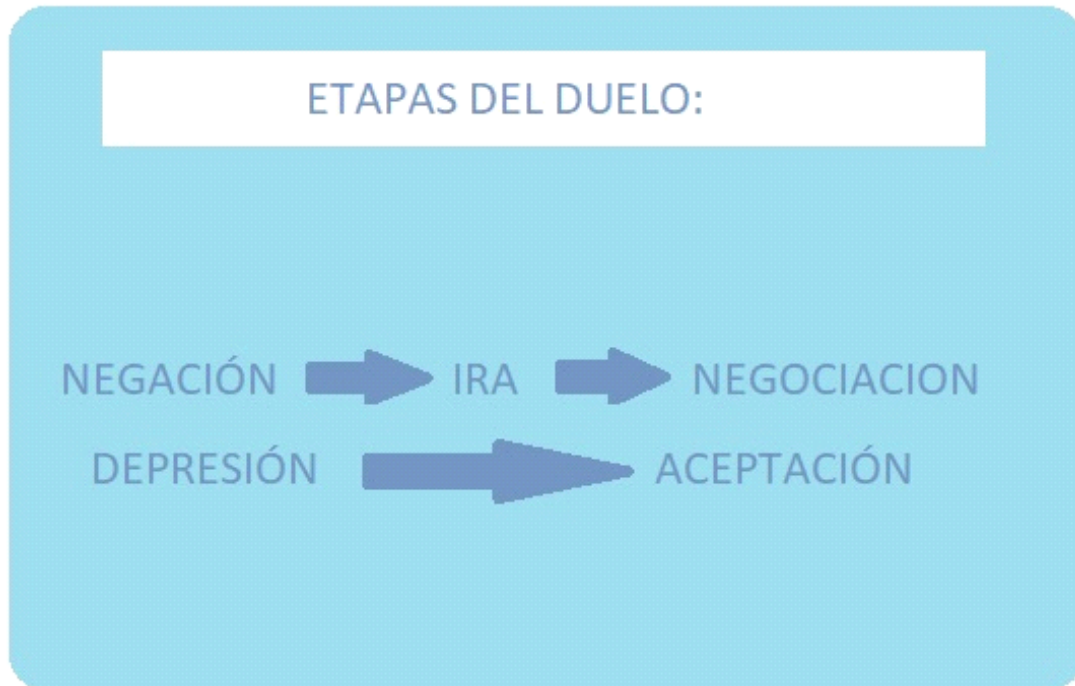 ETAPAS DEL DUELO:
NEGACIÓN IRA NEGOCIACION
DEPRESIÓN ACEPTACIÓN